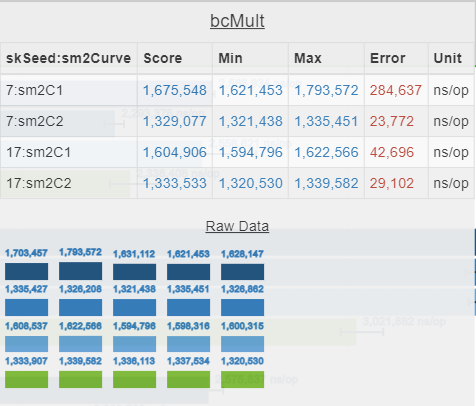 bcMult
skSeed:sm2Curve Score Min Max Error Unit
7:sm2C1 1,675,548 1,621,453 1,793,572 284,637 ns/op
7:sm2C2 1,329,077 1,321,438 1,335,451 23,772 ns/op
17:sm2C1 1,604,906 1,594,796 1,622,566 42,696 ns/op
17:sm2C2 1,333,533 1,320,530 1,339,582 29,102 ns/op
Raw Data
1,703,457 1,793,572 1,631,112 1,621,453 1,628,147
1,335,427 1,326,208 1,321,438 1,335,451 1,326,862
1,608,537 1,622,566 1,594,796 1,598,316 1,600,315
1,333,907 1,339,582 1,336,113 1,337,534 1,320,530